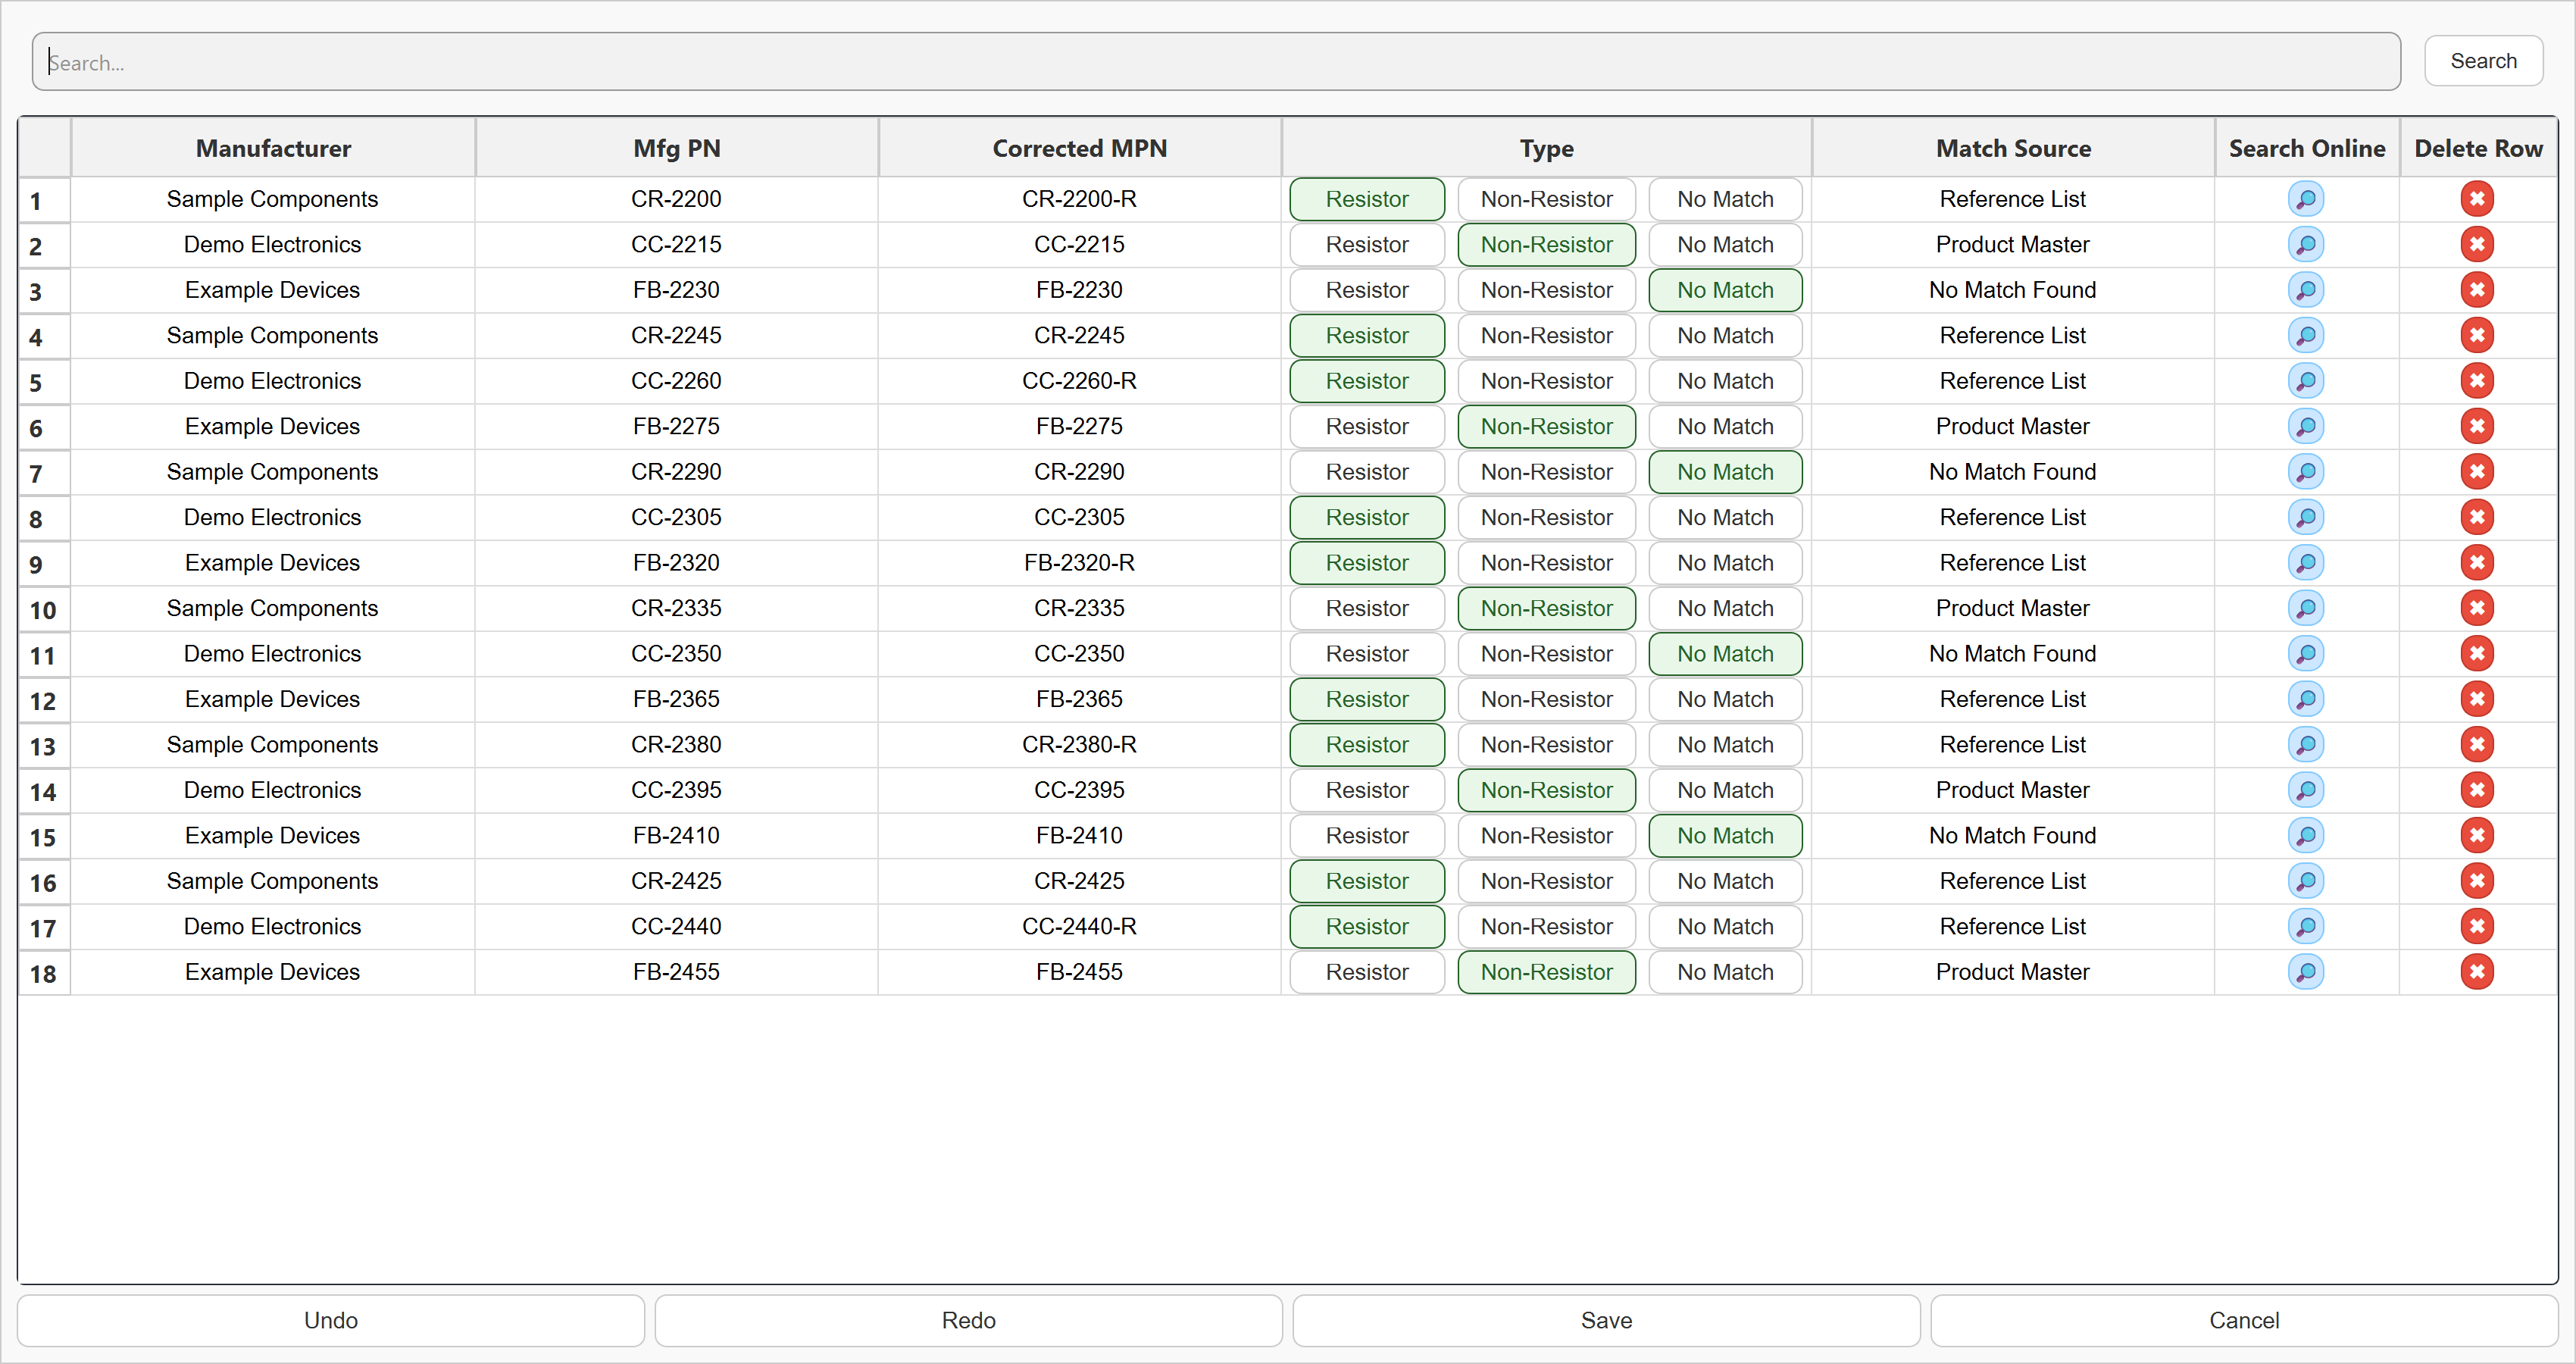 Search...
Search
Manufacturer Mfg PN Corrected MPN Type Match Source Search Online Delete Row
1 Sample Components CR-2200 CR-2200-R Resistor Non-Resistor No Match Reference List
2 Demo Electronics CC-2215 CC-2215 Resistor Non-Resistor No Match Product Master
3 Example Devices FB-2230 FB-2230 Resistor Non-Resistor No Match No Match Found
4 Sample Components CR-2245 CR-2245 Resistor Non-Resistor No Match Reference List
5 Demo Electronics CC-2260 CC-2260-R Resistor Non-Resistor No Match Reference List
6 Example Devices FB-2275 FB-2275 Resistor Non-Resistor No Match Product Master
7 Sample Components CR-2290 CR-2290 Resistor Non-Resistor No Match No Match Found
8 Demo Electronics CC-2305 CC-2305 Resistor Non-Resistor No Match Reference List
9 Example Devices FB-2320 FB-2320-R Resistor Non-Resistor No Match Reference List
10 Sample Components CR-2335 CR-2335 Resistor Non-Resistor No Match Product Master
11 Demo Electronics CC-2350 CC-2350 Resistor Non-Resistor No Match No Match Found
12 Example Devices FB-2365 FB-2365 Resistor Non-Resistor No Match Reference List
13 Sample Components CR-2380 CR-2380-R Resistor Non-Resistor No Match Reference List
14 Demo Electronics CC-2395 CC-2395 Resistor Non-Resistor No Match Product Master
15 Example Devices FB-2410 FB-2410 Resistor Non-Resistor No Match No Match Found
16 Sample Components CR-2425 CR-2425 Resistor Non-Resistor No Match Reference List
17 Demo Electronics CC-2440 CC-2440-R Resistor Non-Resistor No Match Reference List
18 Example Devices FB-2455 FB-2455 Resistor Non-Resistor No Match Product Master
Undo Redo Save Cancel